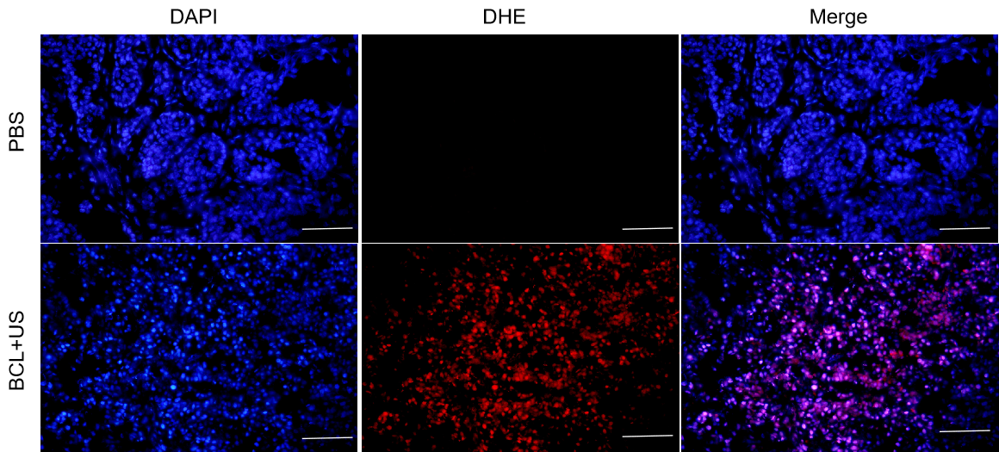 DAPI
DHE
Merge
PBS
BCL+US